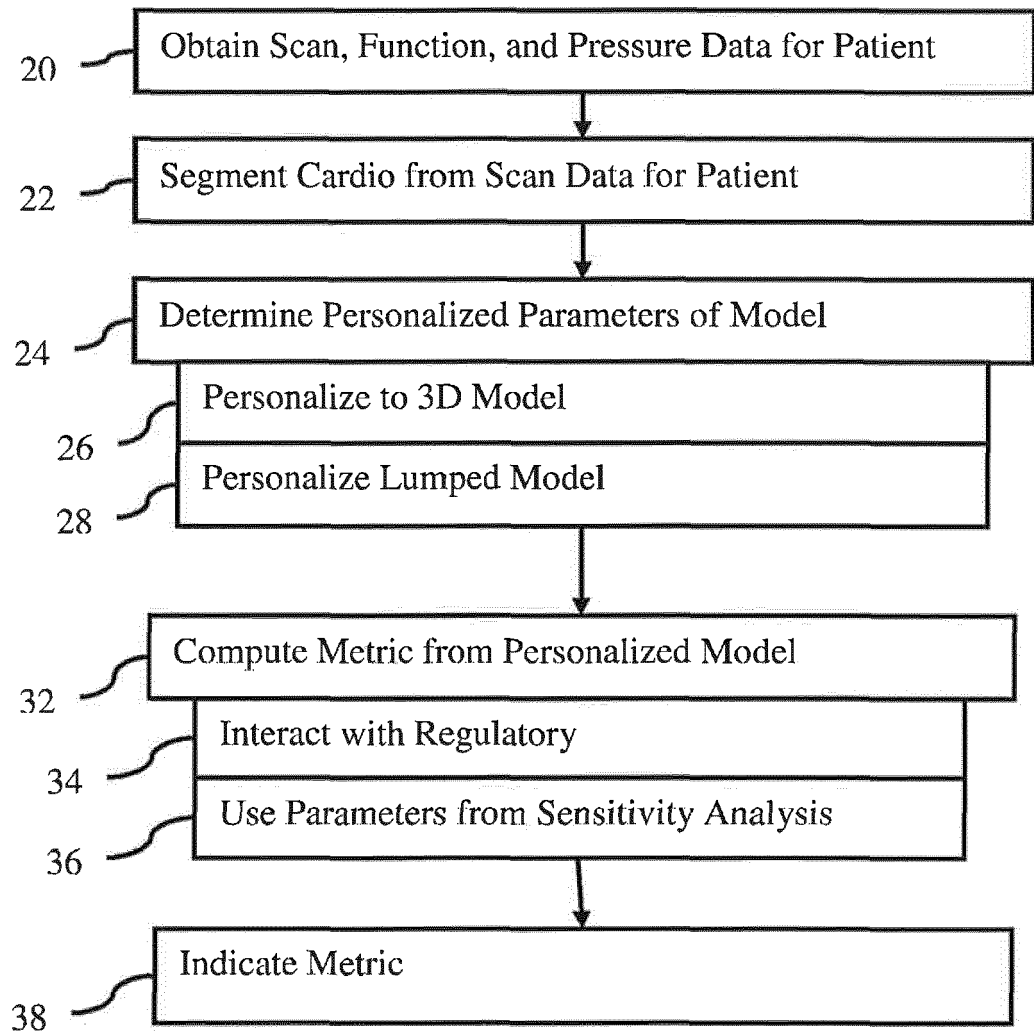 Obtain Scan, Function, and Pressure Data for Patient
20
Segment Cardio from Scan Data for Patient
22
Determine Personalized Parameters of Model
24
Personalize to 3D Model
26
Personalize Lumped Model
28
Compute Metric from Personalized Model
32
Interact with Regulatory
34
Use Parameters from Sensitivity Analysis
36
Indicate Metric
38